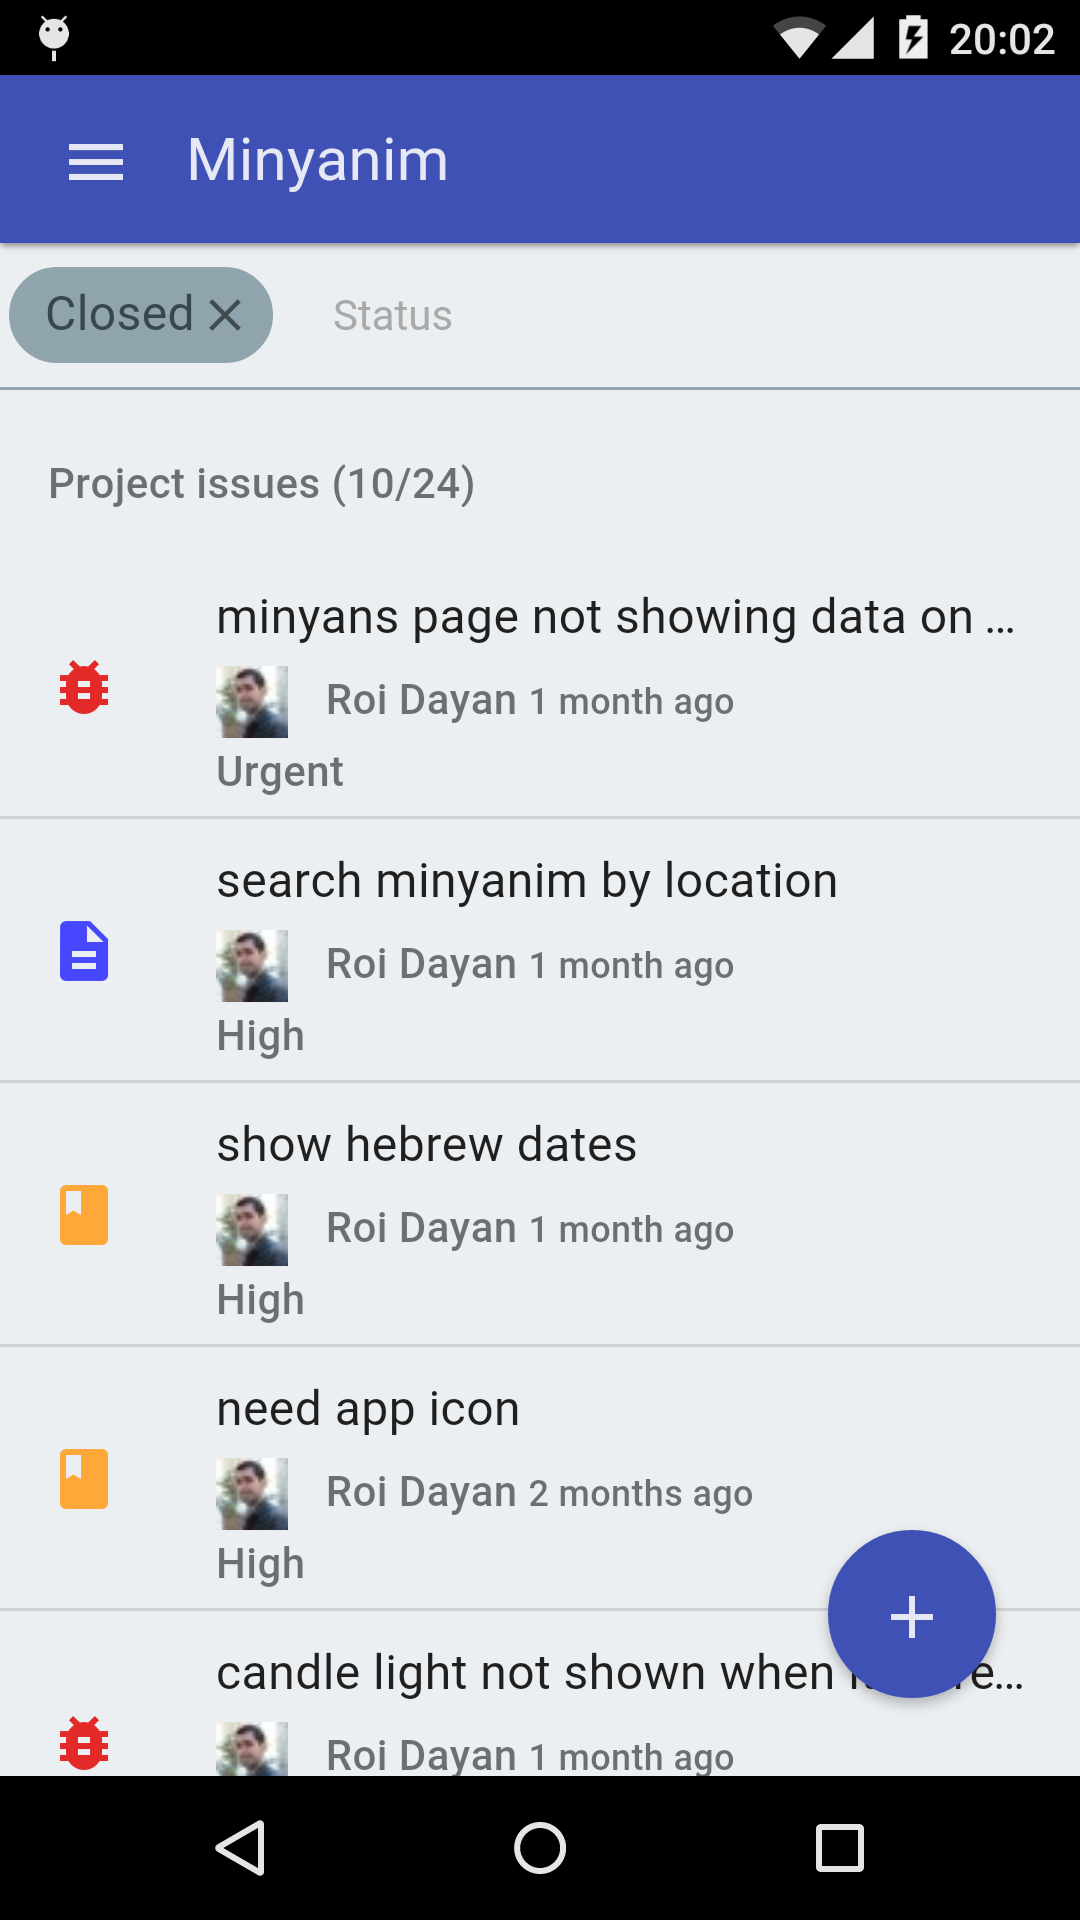 20:02
Minyanim
Closed
Status
Project issues (10/24)
minyans page not showing data on ...
Roi Dayan 1 month ago
Urgent
search minyanim by location
Roi Dayan 1 month ago
High
show hebrew dates
Roi Dayan 1 month ago
High
need app icon
Roi Dayan 2 months ago
High
candle light not shown when
Roi Dayan 1 month ago